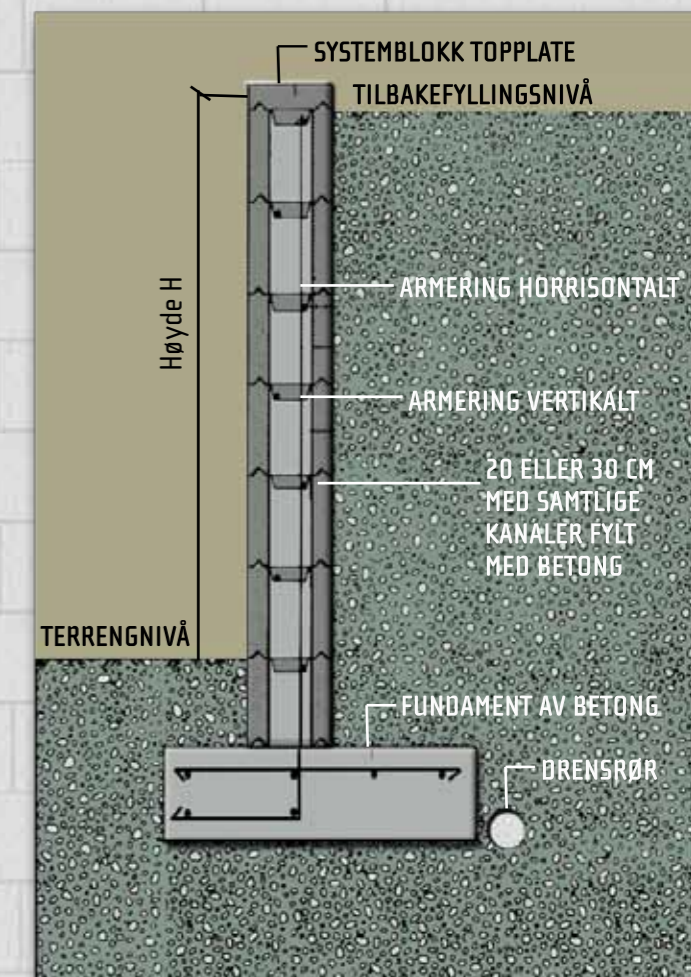 SYSTEMBLOKK TOPPLATE
TILBAKEFYLLINGSNIVÅ
Høyde H
ARMERING HORRISONTALT
ARMERING VERTIKALT
20 ELLER 30 CM
MED SAMTLIGE
KANALER FYLT
MED BETONG
TERRENGNIVÅ
FUNDAMENT AV BETONG
DRENSRØR